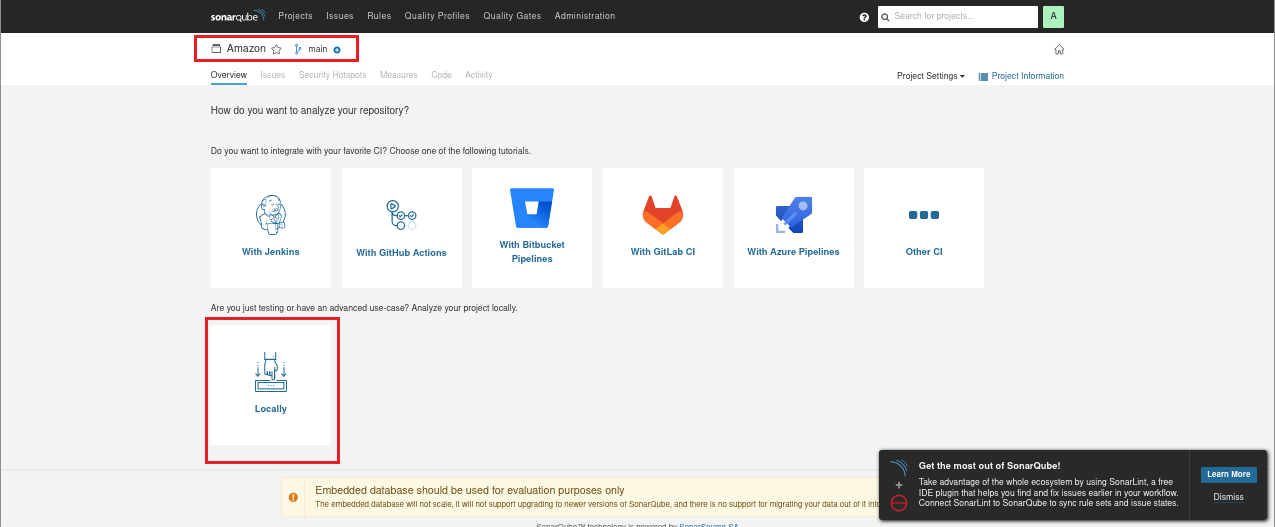 sonarqube Projects Issues Rules Quality Profiles Quality Gates Administration ? Search for projects... A
Amazon main
Overview Issues Security Hotspots Measures Code Activity Project Settings Project Information
How do you want to analyze your repository?
Do you want to integrate with your favorite CI? Choose one of the following tutorials.
With Jenkins
With GitHub Actions
With Bitbucket
Pipelines
With GitLab CI
With Azure Pipelines
Other CI
Are you just testing or have an advanced use-case? Analyze your project locally.
Locally
Embedded database should be used for evaluation purposes only
The embedded database will not scale, it will not support upgrading to newer versions of SonarQube, and there is no support for migrating your data out of it into
SonarQube™ technology is powered by SonarSource SA
Get the most out of SonarQube!
Take advantage of the whole ecosystem by using SonarLint, a free
IDE plugin that helps you find and fix issues earlier in your workflow.
Connect SonarLint to SonarQube to sync rule sets and issue states.
Learn More
Dismiss